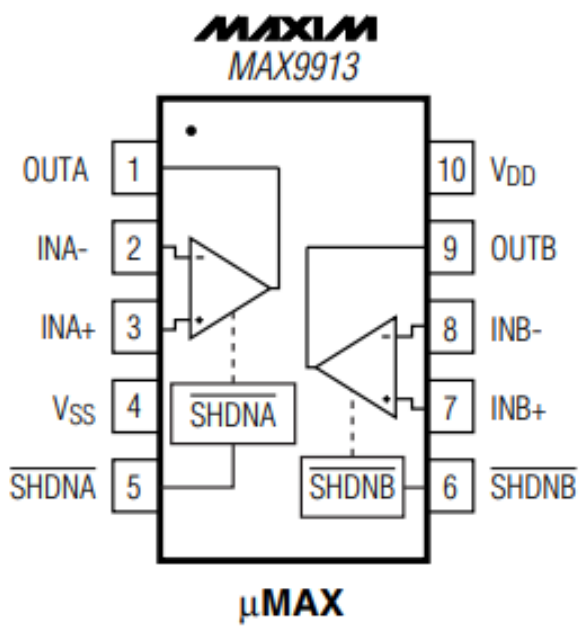 MAXIM
MAX9913
OUTA 1
10 VDD
INA- 2
9 OUTB
-
INA+ 3
+
-
8 INB-
VSS 4
SHDNA
+
7 INB+
SHDNA 5
SHDNB
6 SHDNB
µMAX